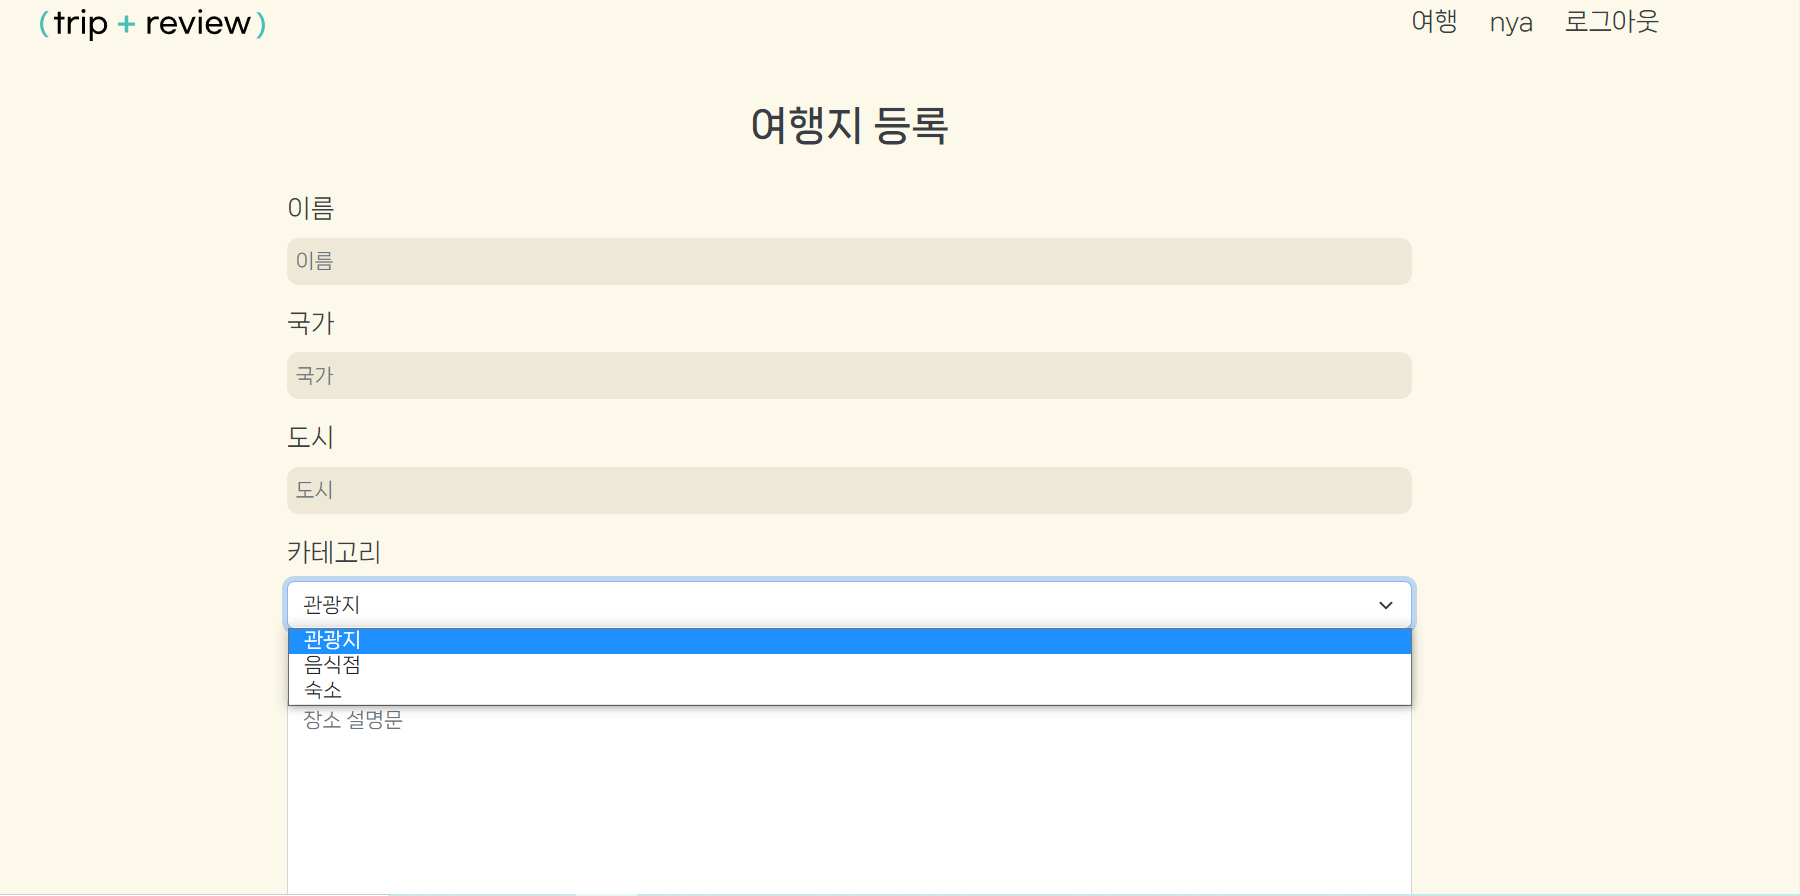 (trip + review)
여행 nya 로그아웃
여행지 등록
이름
이름
국가
국가
도시
도시
카테고리
관광지
관광지
음식점
숙소
장소 설명문